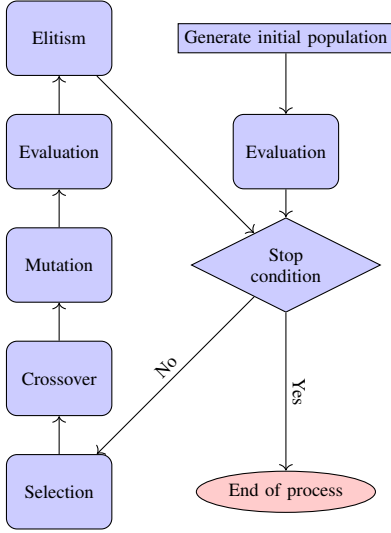 Elitism
Generate initial population
Evaluation
Evaluation
Mutation
Stop
condition
Crossover
No
Yes
Selection
End of process